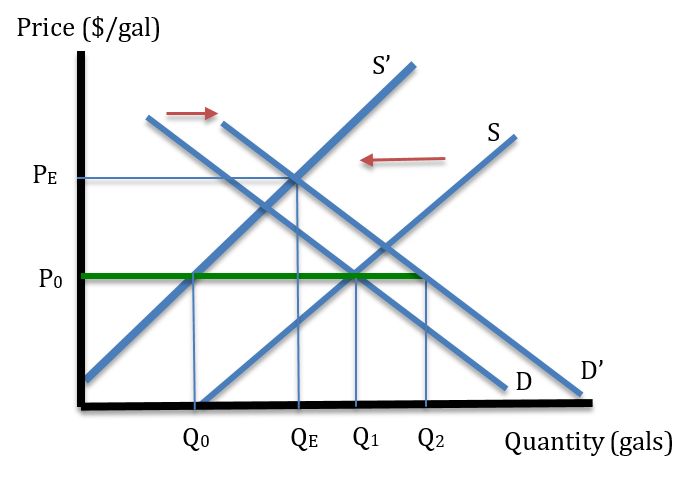 Price ($/gal)
S’
S
PE
P0
D’
D
Q0
QE
Q1
Q2
Quantity (gals)